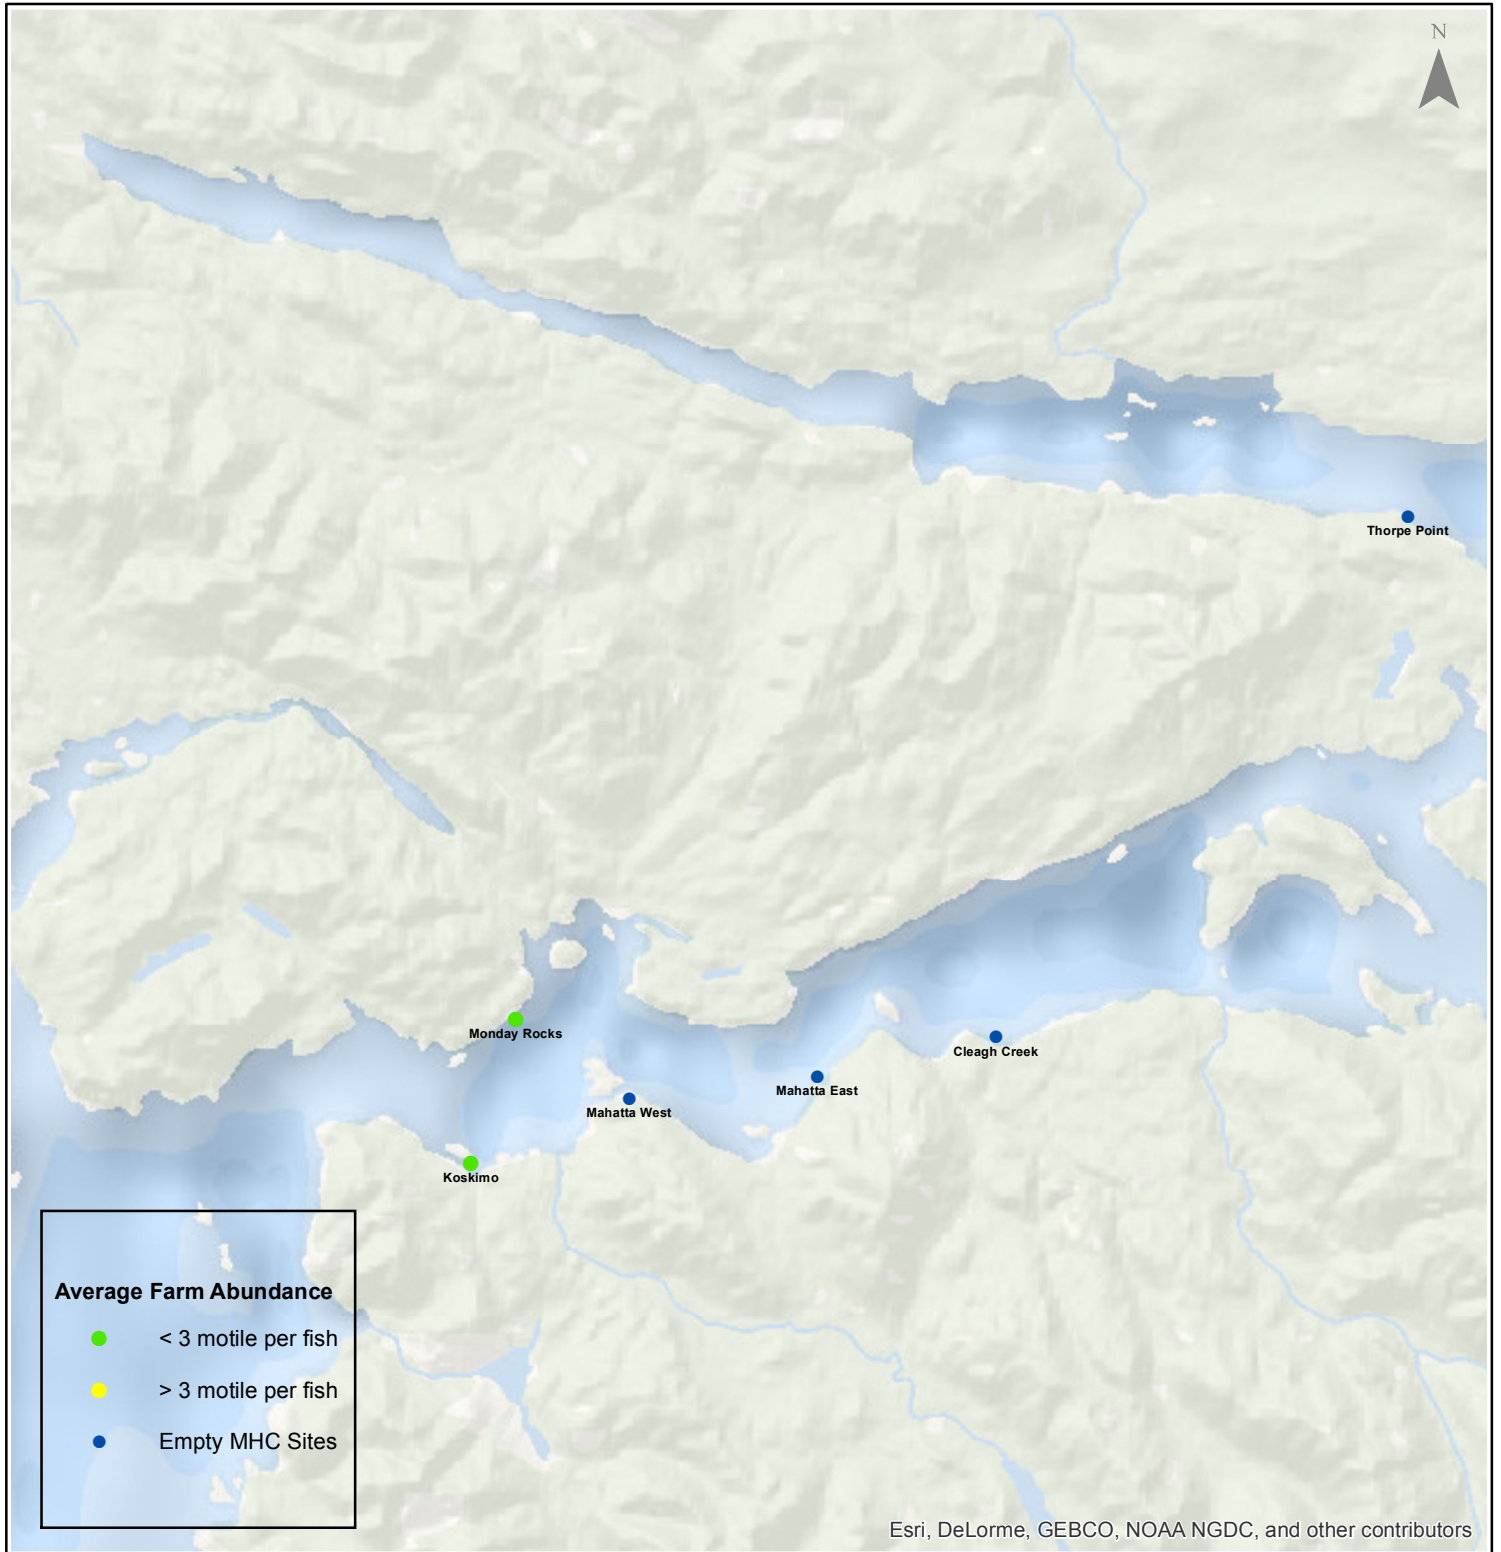 N
Thorpe Point
Monday Rocks
Cleagh Creek
Mahatta East
Mahatta West
Koskimo
Average Farm Abundance
< 3 motile per fish
> 3 motile per fish
Empty MHC Sites
Esri, DeLorme, GEBCO, NOAA NGDC, and other contributors